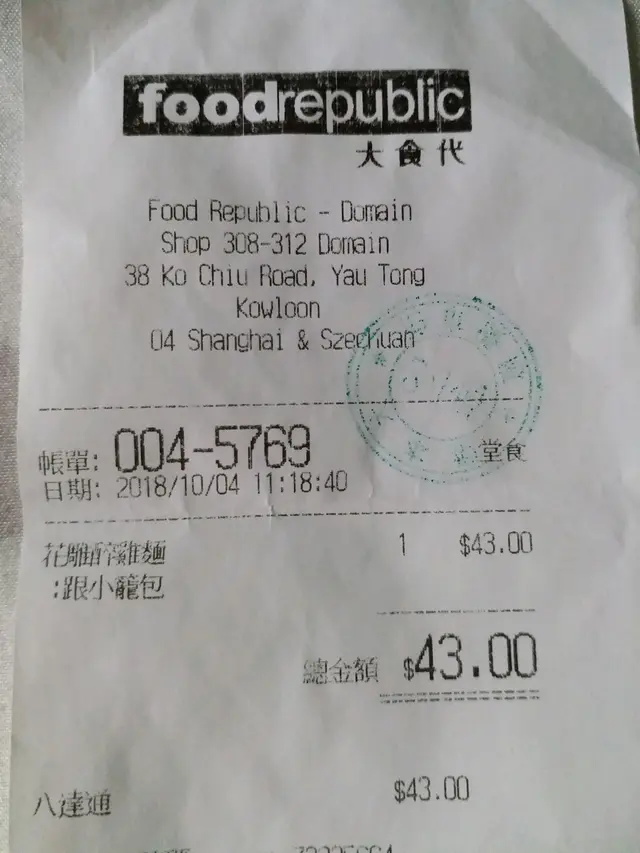 foodrepublic
大食代
Food Republic - Domain
Shop 308-312 Domain
38 Ko Chiu Road, Yau Tong
Kowloon
04 Shanghai & Szechuan
帳單: 004-5769 堂食
日期: 2018/10/04 11:18:40
花雕醉雞麵 1 $43.00
:跟小籠包
總金額 $43.00
八達通 $43.00